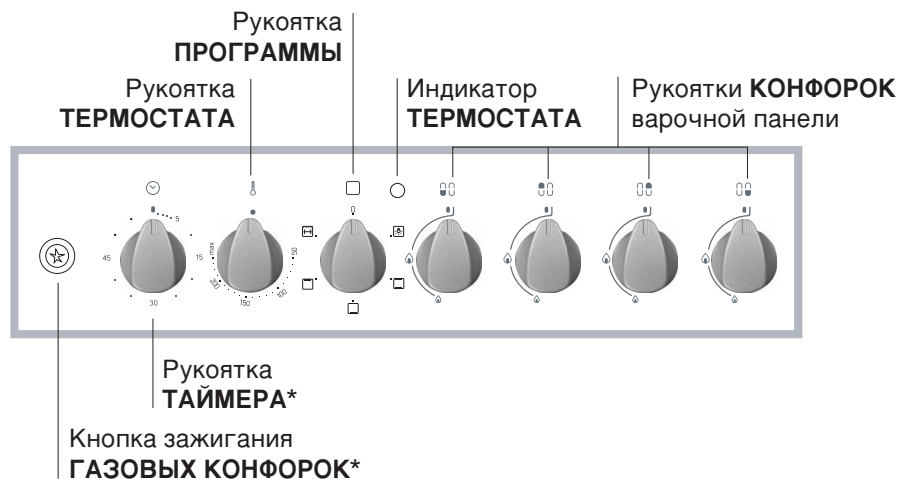 Рукоятка
ПРОГРАММЫ
Рукоятка
ТЕРМОСТАТА
Индикатор
ТЕРМОСТАТА
Рукоятки КОНФОРОК
варочной панели
5
15
30
45
50
100
150
200
max
Рукоятка
ТАЙМЕРА*
Кнопка зажигания
ГАЗОВЫХ КОНФОРОК*